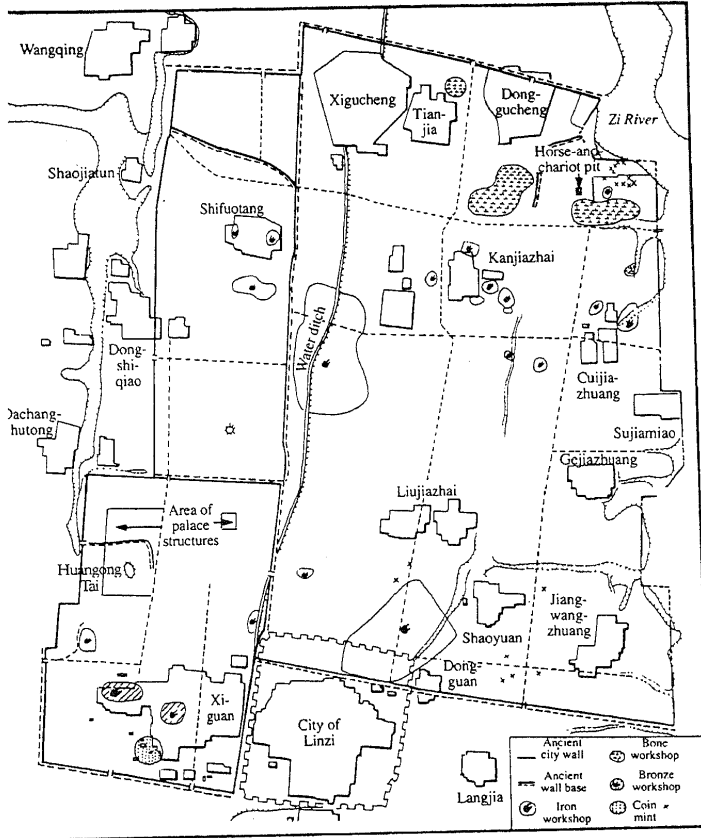 Wangqing
Xigucheng
Tian-
jia
Dong-
gucheng
Zi River
Horse-and
chariot pit
Shaojiatun
Shifuotang
Kanjiazhai
Water ditch
Dong-
shi-
qiao
Cuijia-
zhuang
Dachang-
hutong
Sujiamiao
Gejiazhuang
Area of
palace
structures
Liujiazhai
Huangong
Tai
Shaoyuan
Jiang-
wang-
zhuang
Dong-
guan
Xi-
guan
City of
Linzi
Langjia
Ancient
city wall
Bone
workshop
Ancient
wall base
Bronze
workshop
Iron
workshop
Coin
mint